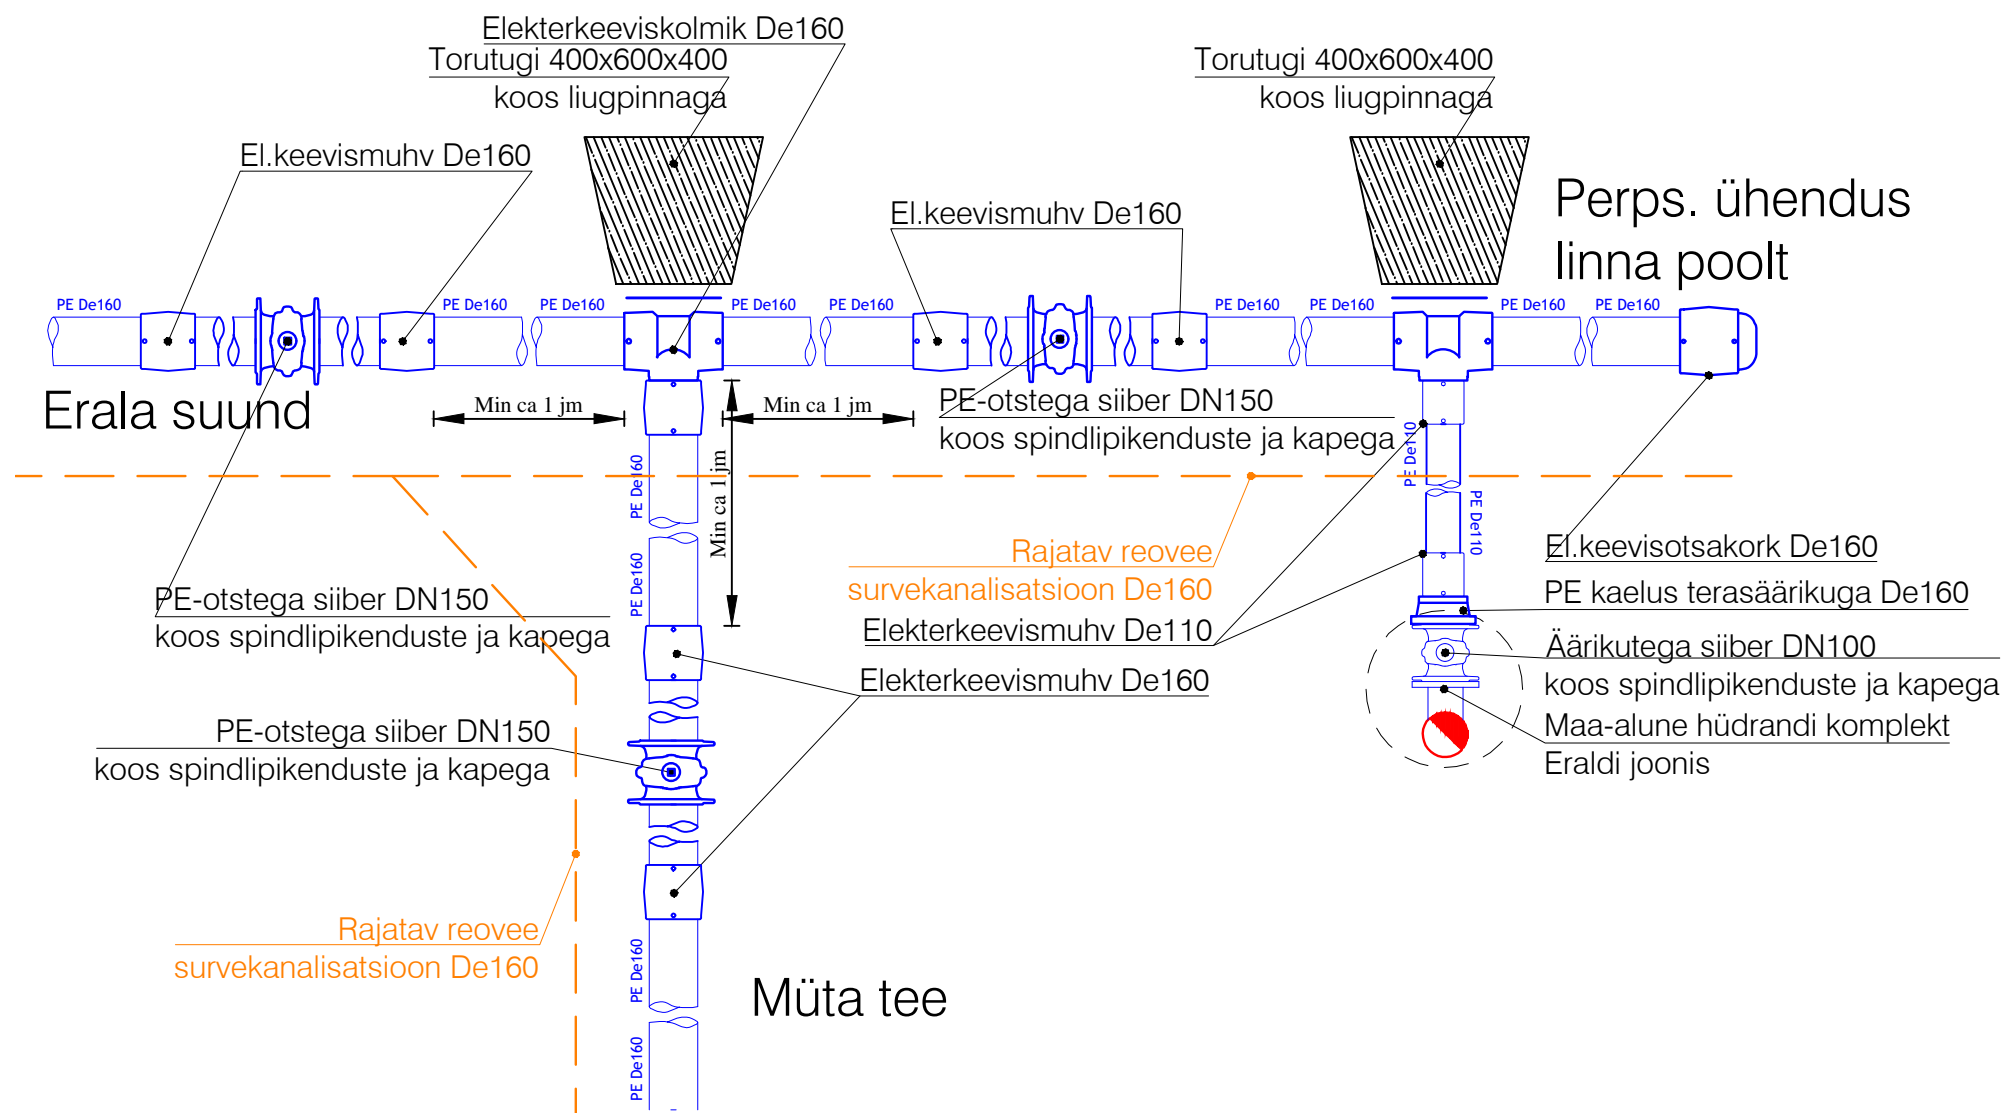 Elekterkeeviskolmik De160
Torutugi 400x600x400
koos liugpinnaga
Torutugi 400x600x400
koos liugpinnaga
El.keevismuhv De160
El.keevismuhv De160
Perps. ühendus
linna poolt
PE De160
PE De160
PE De160
PE De160
PE De160
PE De160
PE De160
PE De160
PE De160
Erala suund
Min ca 1 jm
Min ca 1 jm
PE-otstega siiber DN150
koos spindlipikenduste ja kapega
PE De160
Min ca 1 jm
PE De110
PE De110
Rajatav reovee
survekanalisatsioon De160
El.keevisotsakork De160
PE De160
PE-otstega siiber DN150
koos spindlipikenduste ja kapega
PE kaelus terasäärikuga De160
Elekterkeevismuhv De110
Äärikutega siiber DN100
koos spindlipikenduste ja kapega
Elekterkeevismuhv De160
PE-otstega siiber DN150
koos spindlipikenduste ja kapega
Maa-alune hüdrandi komplekt
Eraldi joonis
Rajatav reovee
survekanalisatsioon De160
PE De160
Müta tee
PE De160